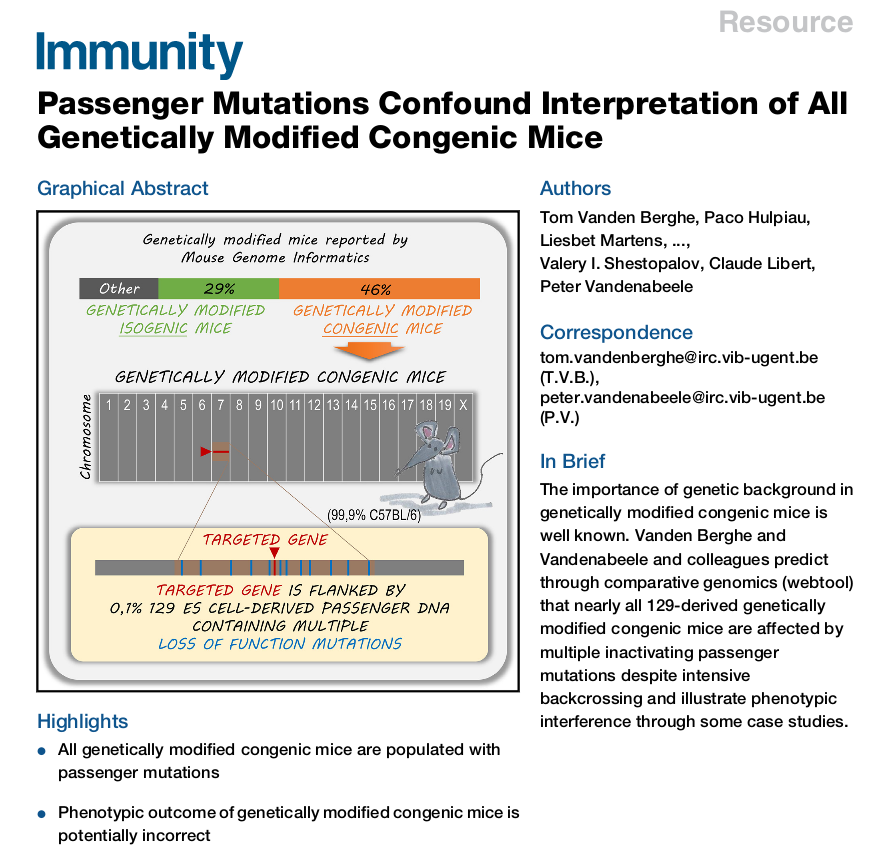 Resource
Immunity
Passenger Mutations Confound Interpretation of All
Genetically Modified Congenic Mice
Graphical Abstract
Genetically modified mice reported by
Mouse Genome Informatics
Other 29% 46%
GENETICALLY MODIFIED
ISOGENIC MICE
GENETICALLY MODIFIED
CONGENIC MICE
GENETICALLY MODIFIED CONGENIC MICE
Chromosome
1 2 3 4 5 6 7 8 9 10 11 12 13 14 15 16 17 18 19 X
(99,9% C57BL/6)
TARGETED GENE
TARGETED GENE IS FLANKED BY
0,1% 129 ES CELL-DERIVED PASSENGER DNA
CONTAINING MULTIPLE
LOSS OF FUNCTION MUTATIONS
Highlights
● All genetically modified congenic mice are populated with
passenger mutations
● Phenotypic outcome of genetically modified congenic mice is
potentially incorrect
Authors
Tom Vanden Berghe, Paco Hulpiau,
Liesbet Martens, ...,
Valery I. Shestopalov, Claude Libert,
Peter Vandenabeele
Correspondence
tom.vandenberghe@irc.vib-ugent.be
(T.V.B.),
peter.vandenabeele@irc.vib-ugent.be
(P.V.)
In Brief
The importance of genetic background in
genetically modified congenic mice is
well known. Vanden Berghe and
Vandenabeele and colleagues predict
through comparative genomics (webtool)
that nearly all 129-derived genetically
modified congenic mice are affected by
multiple inactivating passenger
mutations despite intensive
backcrossing and illustrate phenotypic
interference through some case studies.